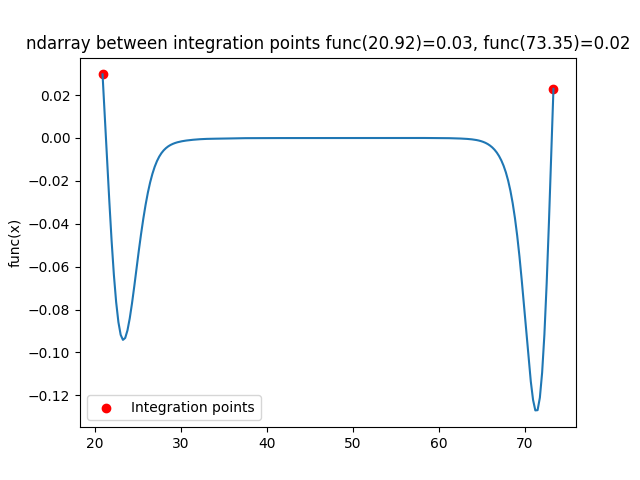 ndarray between integration points func(20.92)=0.03, func(73.35)=0.02
0.02
0.00
−0.02
−0.04
−0.06
−0.08
−0.10
−0.12
func(x)
Integration points
20 30 40 50 60 70